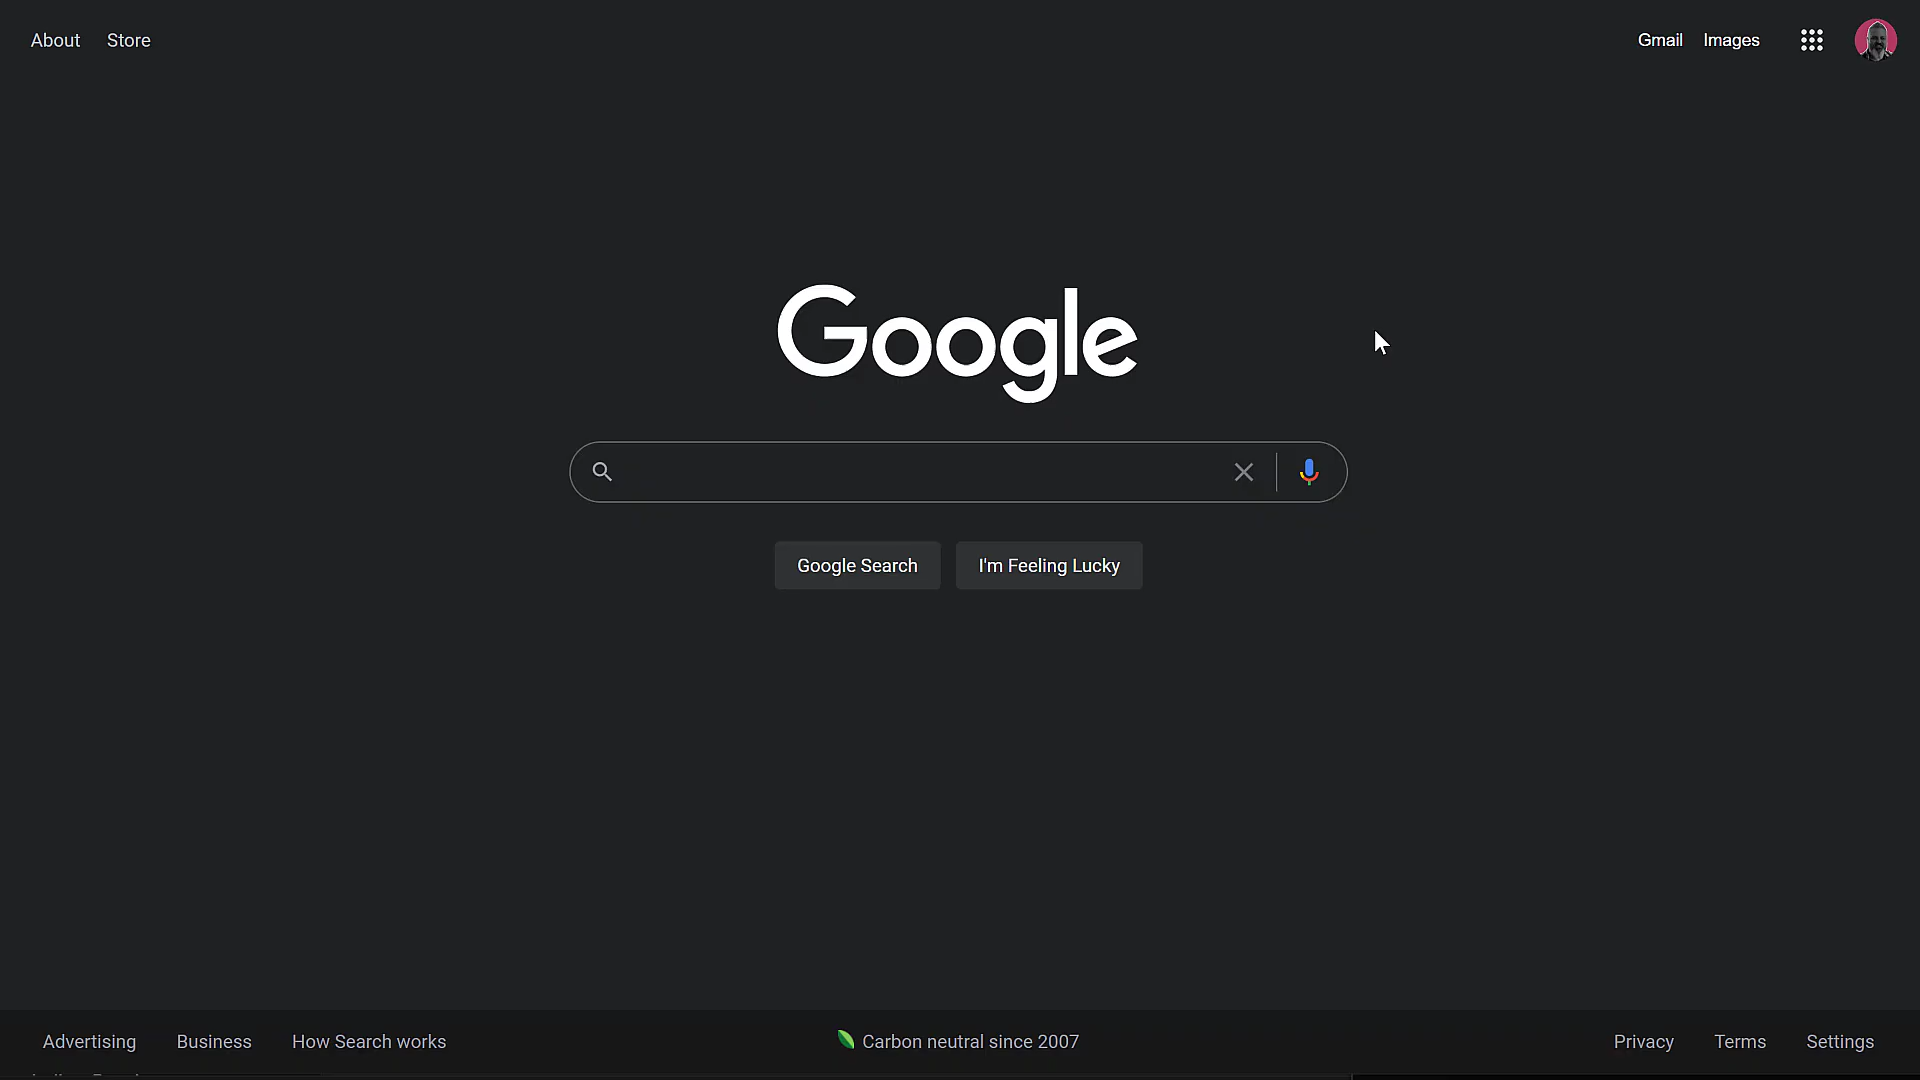 About Store
Gmail Images
Google
Google Search I'm Feeling Lucky
Advertising Business How Search works
Carbon neutral since 2007
Privacy Terms Settings